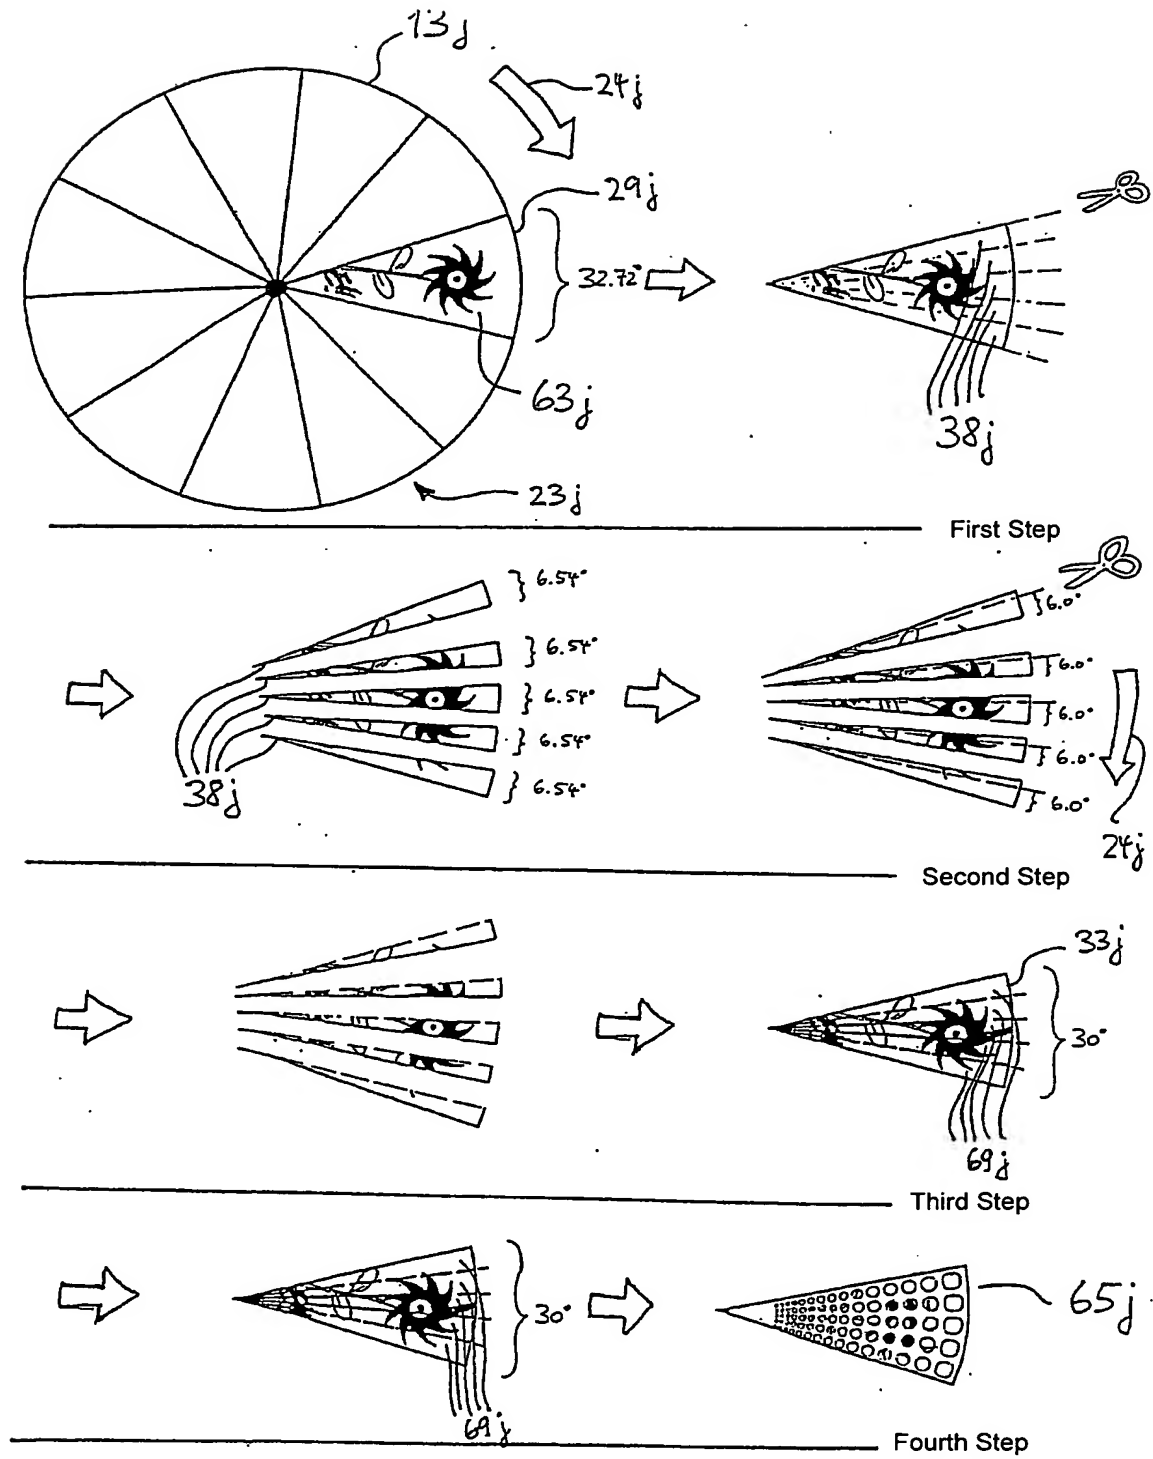 13j
24j
29j
32.72°
63j
38j
23j
First Step
6.54°
6.54°
6.54°
6.54°
6.54°
38j
6.0°
6.0°
6.0°
6.0°
6.0°
24j
Second Step
33j
30°
69j
Third Step
30°
65j
69j
Fourth Step